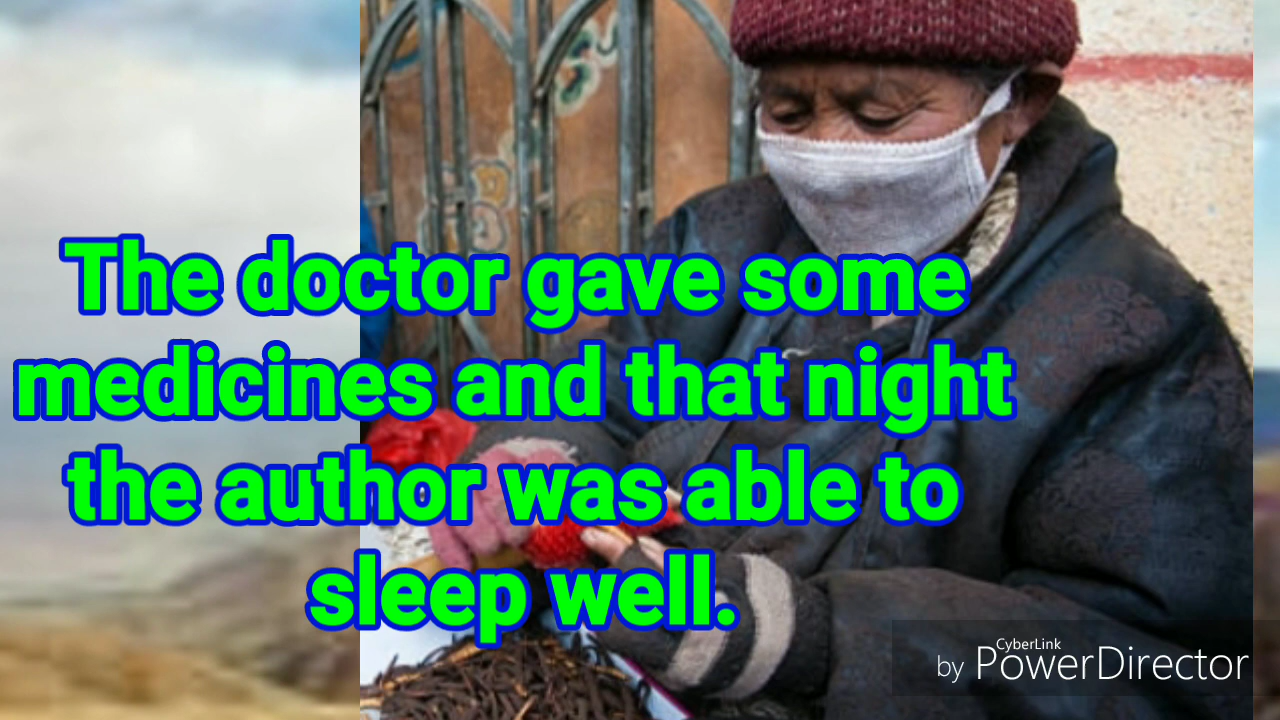 The doctor gave some
medicines and that night
the author was able to
sleep well.
CyberLink
by PowerDirector